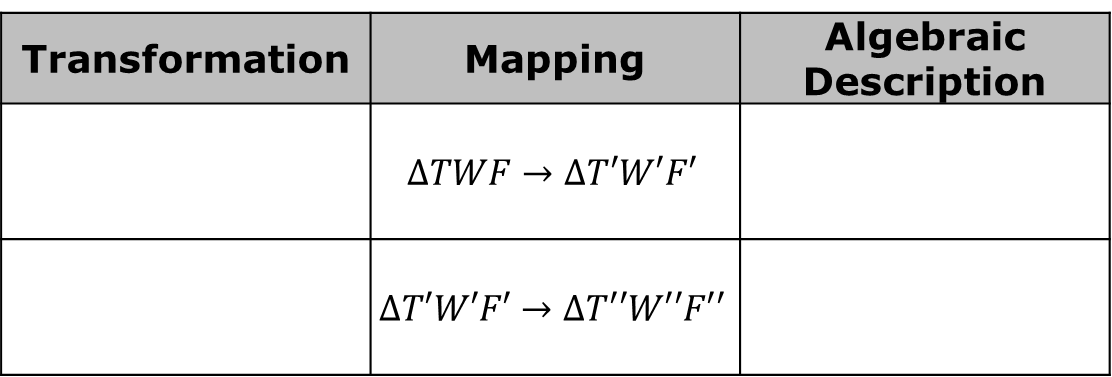 Transformation
Mapping
Algebraic
Description
ΔTWF → ΔT′W′F′
ΔT′W′F′ → ΔT′′W′′F′′